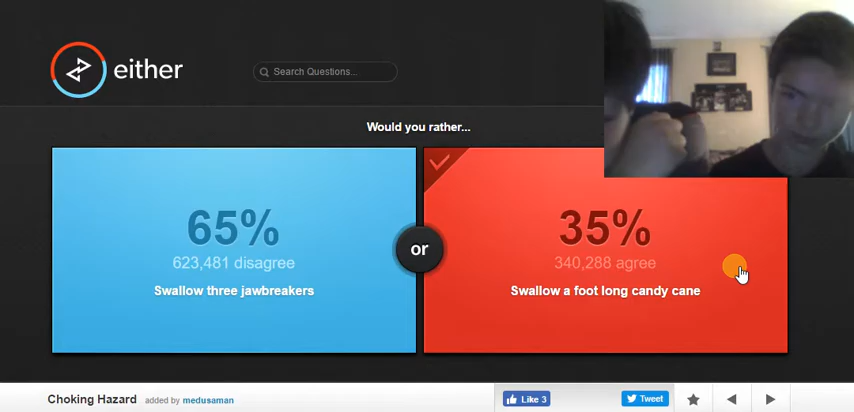 either
Search Questions...
Would you rather...
65%
623,481 disagree
Swallow three jawbreakers
or
35%
340,288 agree
Swallow a foot long candy cane
Choking Hazard added by medusaman
Like 3
Tweet